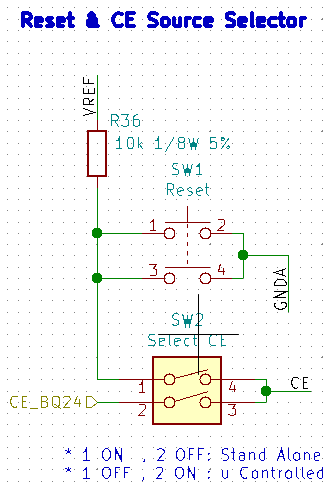 Reset & CE Source Selector
VREF
R36
10k 1/8W 5%
SW1
Reset
1 2
3 4
GNDA
SW2
Select CE
CE
1 4
CE_BQ24
2 3
* 1 ON , 2 OFF: Stand Alone
* 1 OFF , 2 ON : u Controlled